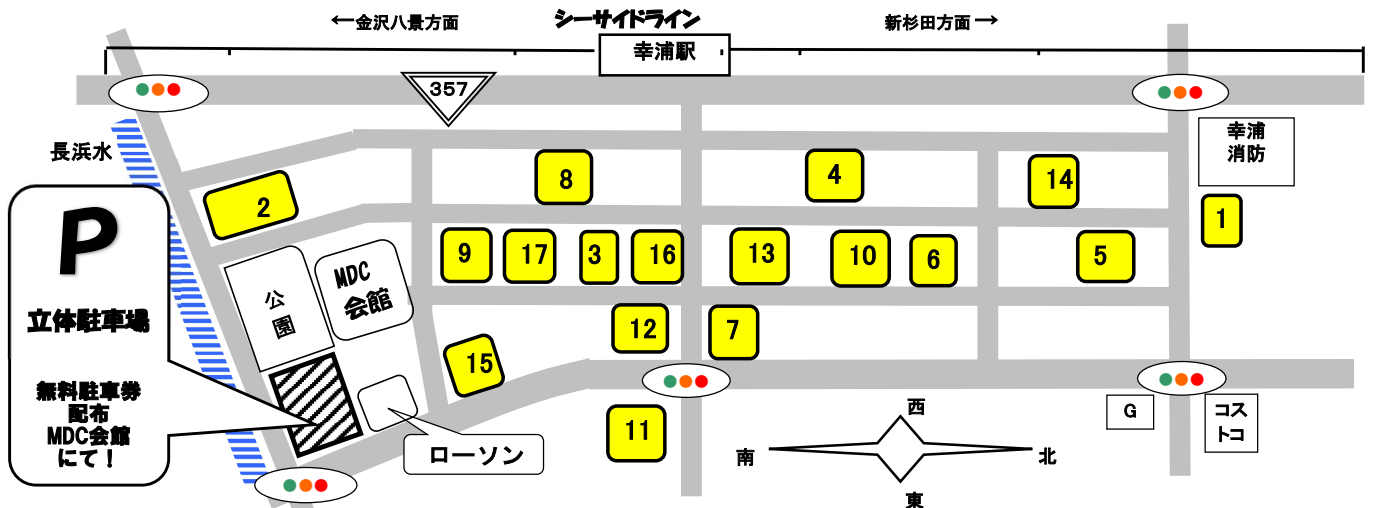 ←金沢八景方面
シーサイドライン
新杉田方面→
幸浦駅
357
長浜水
幸浦
消防
8
4
14
2
1
P
立体駐車場
無料駐車券
配布
MDC会館
にて！
9
17
3
16
13
10
6
5
公
園
MDC
会館
12
7
15
11
ローソン
G
コス
トコ
西
南
北
東